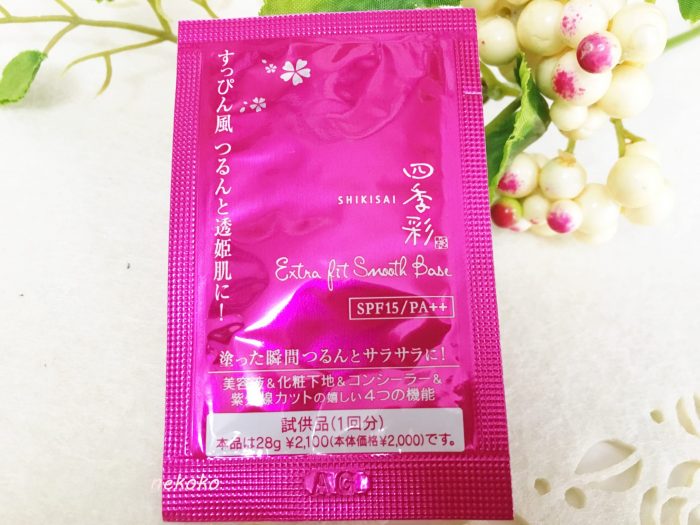 すっぴん風 つるんと透姫肌に!
四季彩
SHIKISAI
Extra fit Smooth Base
SPF15/PA++
塗った瞬間つるんとサラサラに!
美容液&化粧下地&コンシーラー&
紫外線カットの嬉しい4つの機能
試供品(1回分)
本品は28g ¥2,100(本体価格¥2,000)です。
AG
nekoko